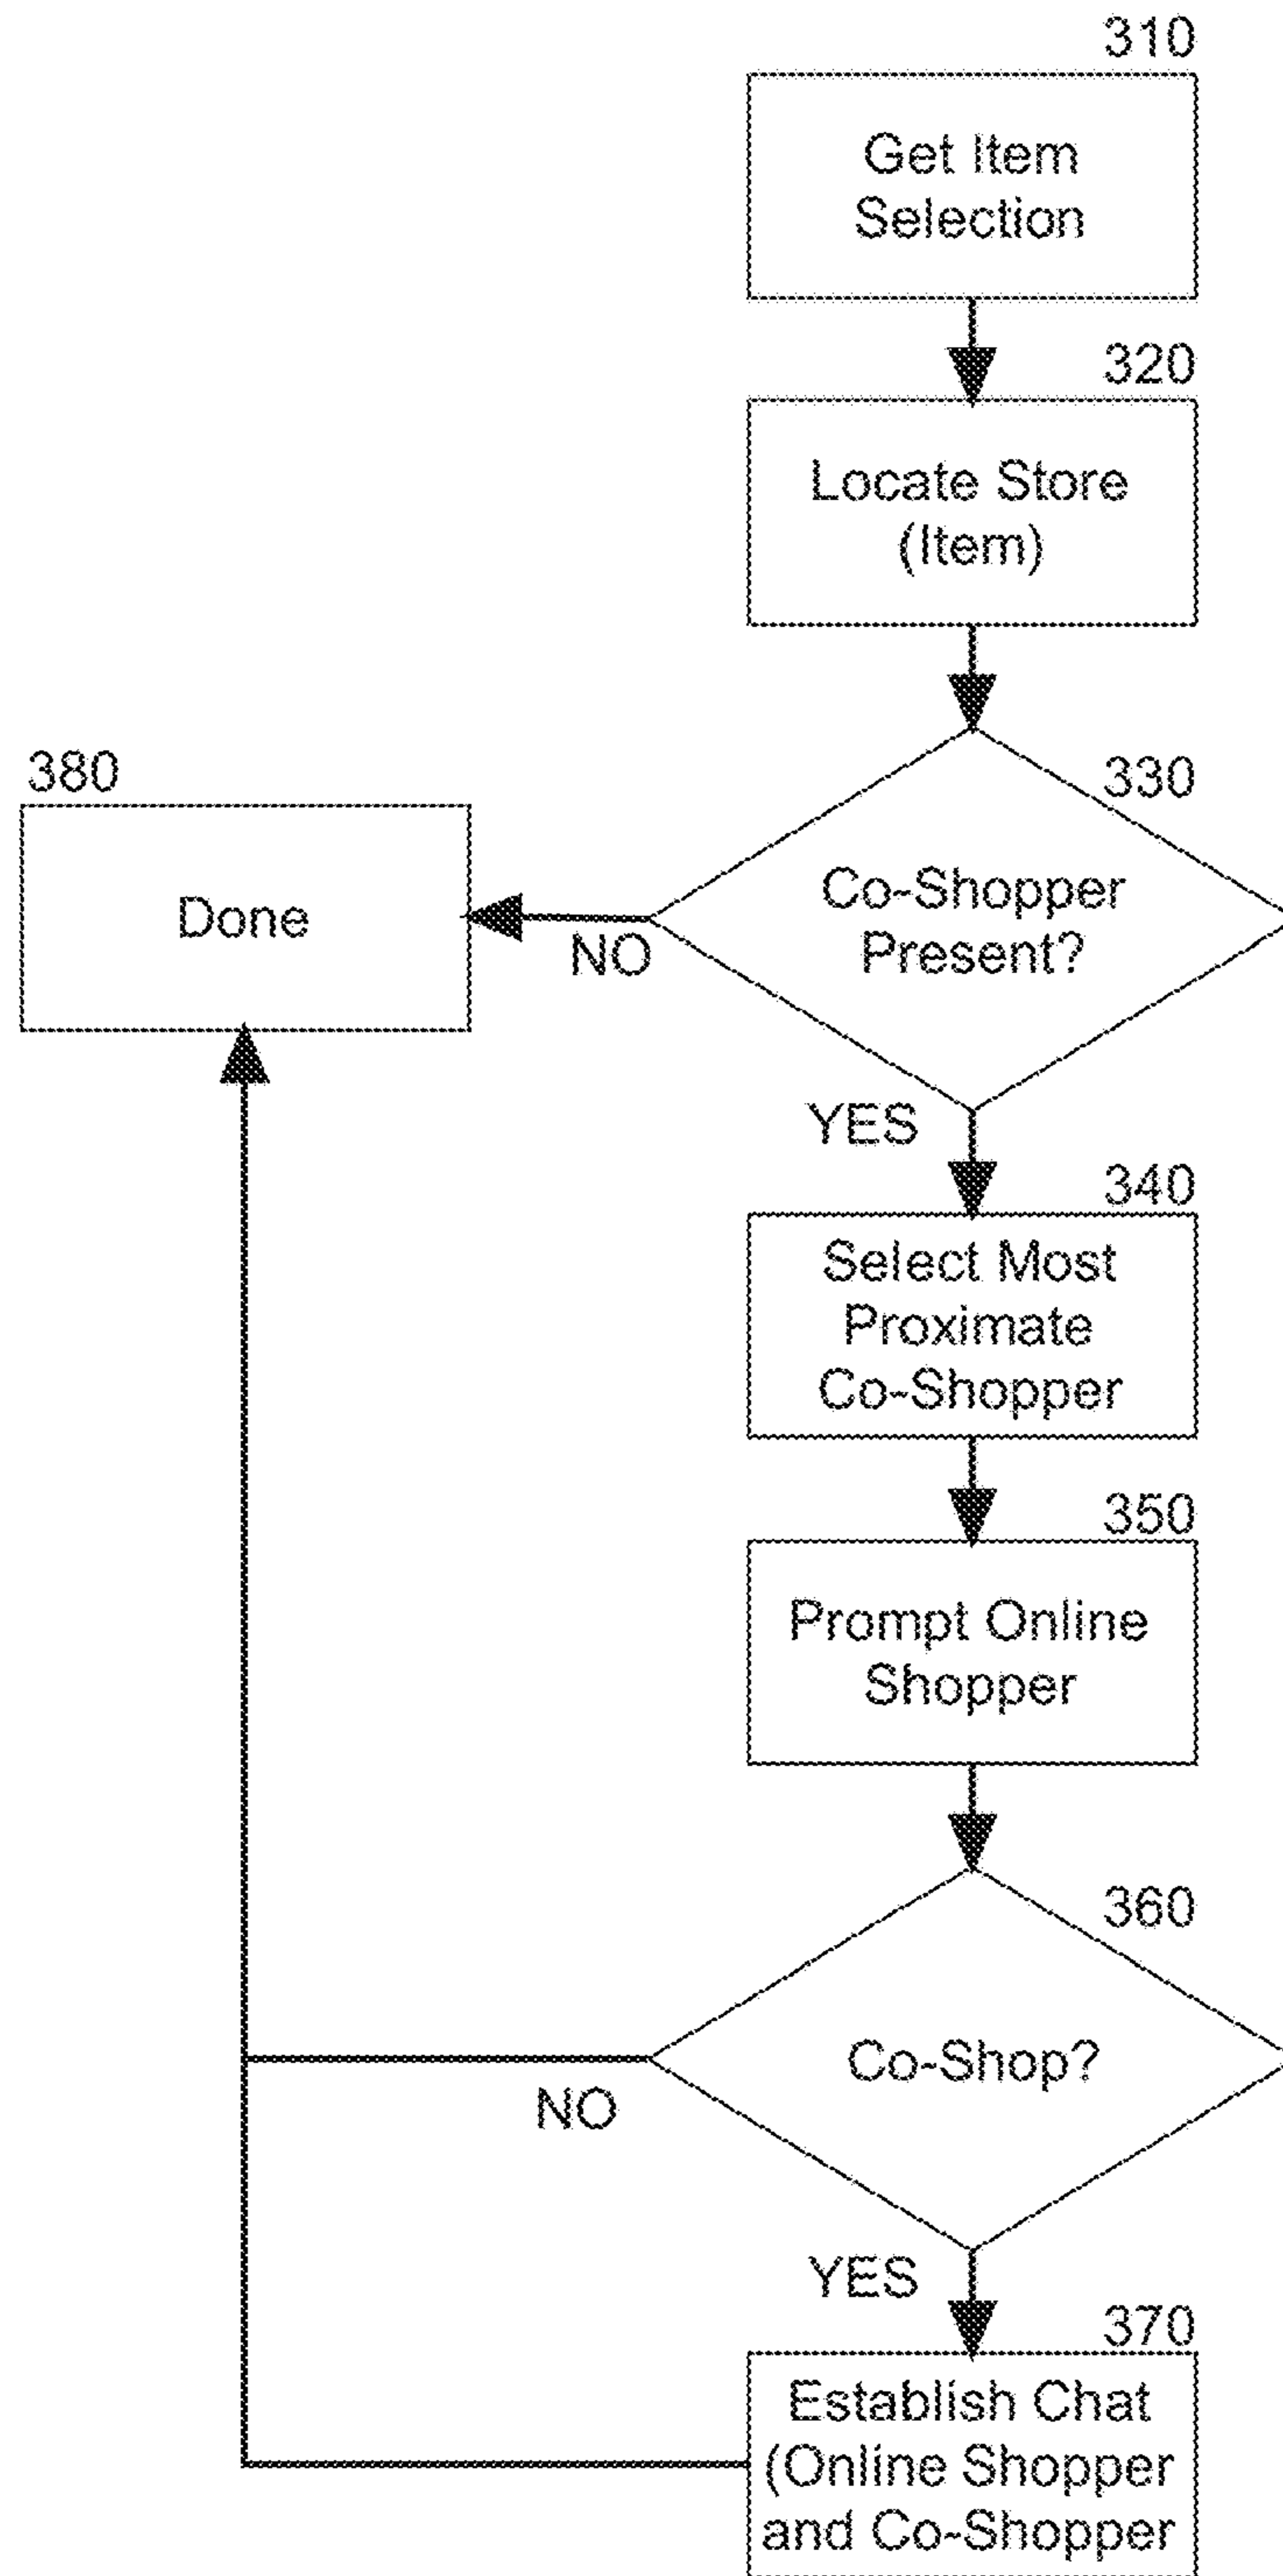 310
Get Item
Selection
320
Locate Store
(Item)
330
Co-Shopper
Present?
NO
380
Done
YES
340
Select Most
Proximate
Co-Shopper
350
Prompt Online
Shopper
360
Co-Shop?
NO
YES
370
Establish Chat
(Online Shopper
and Co-Shopper